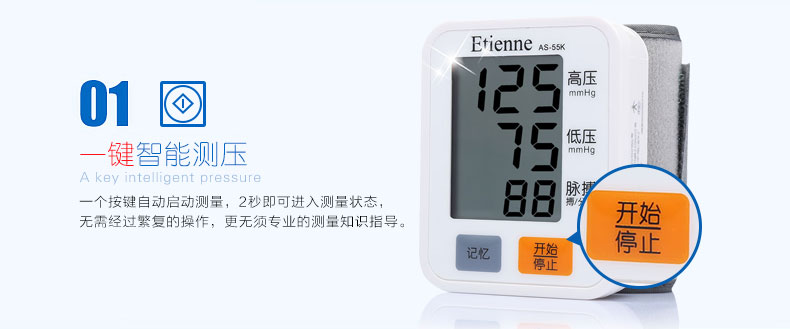 01
一键智能测压
A key intelligent pressure
一个按键自动启动测量，2秒即可进入测量状态，
无需经过繁复的操作，更无须专业的测量知识指导。
Etienne AS-55K
125 高压
mmHg
75 低压
mmHg
88 脉搏
搏/分
记忆
开始
停止
开始
停止